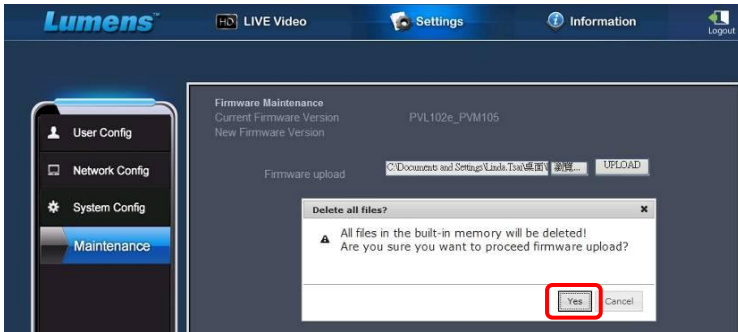 Lumens™
HD LIVE Video
Settings
Information
Logout
User Config
Network Config
System Config
Maintenance
Firmware Maintenance
Current Firmware Version PVL102e_PVM105
New Firmware Version
Firmware upload C:\Documents and Settings\Linda.Tsai\桌面\ 瀏覽... UPLOAD
Delete all files? ×
All files in the built-in memory will be deleted!
Are you sure you want to proceed firmware upload?
Yes Cancel